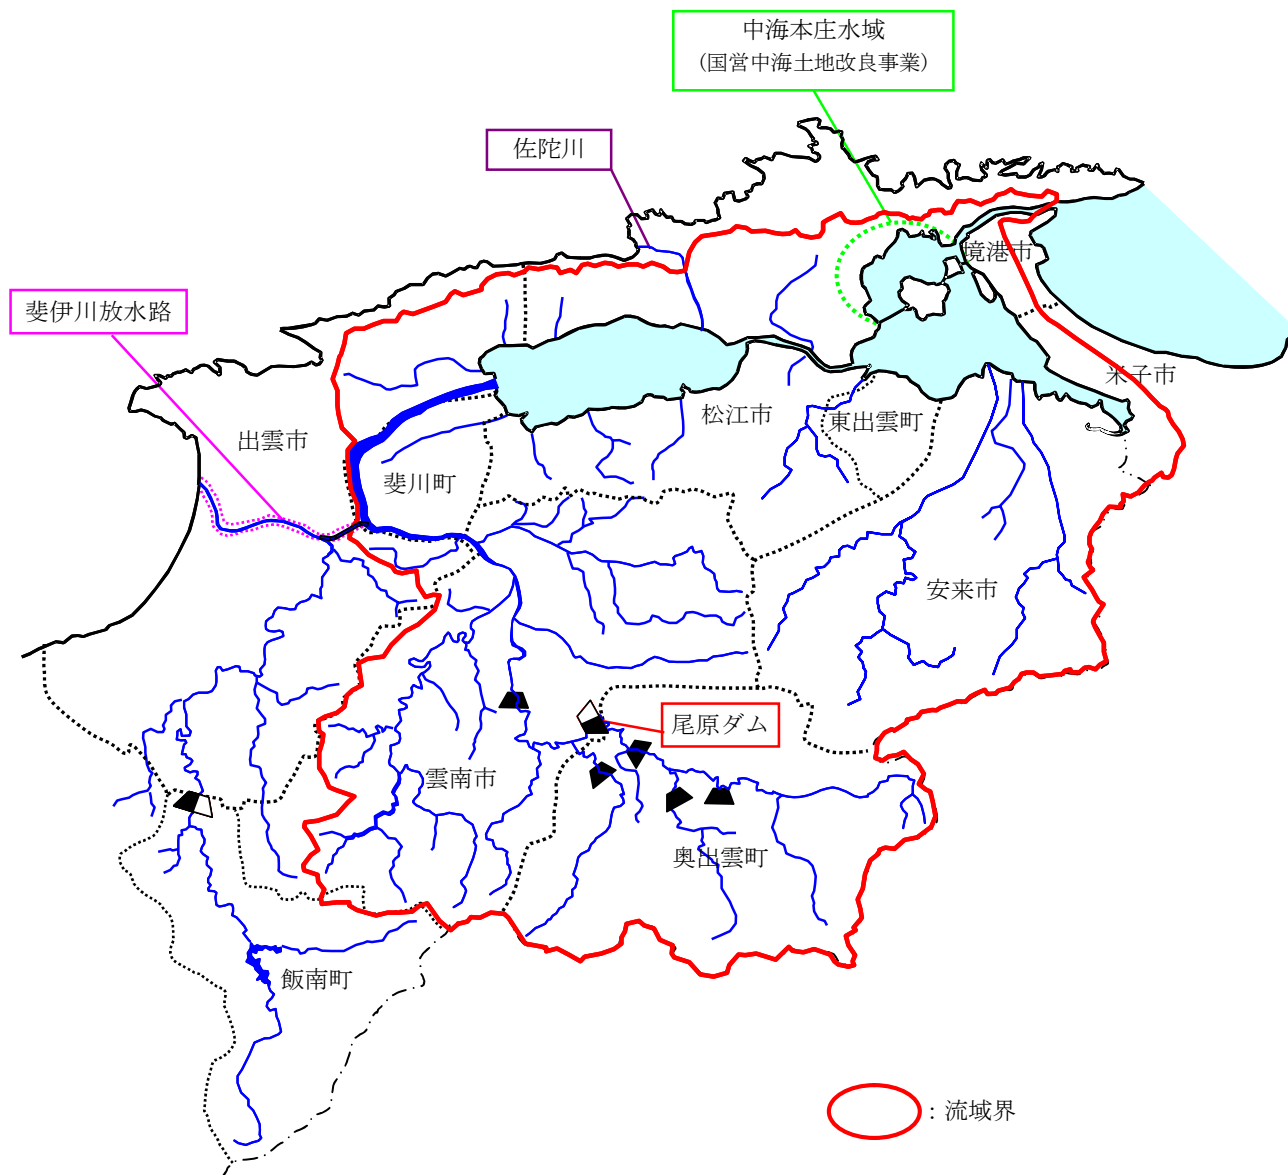 中海本庄水域
(国営中海土地改良事業)
佐陀川
境港市
斐伊川放水路
米子市
松江市
東出雲町
出雲市
斐川町
安来市
尾原ダム
雲南市
奥出雲町
飯南町
：流域界